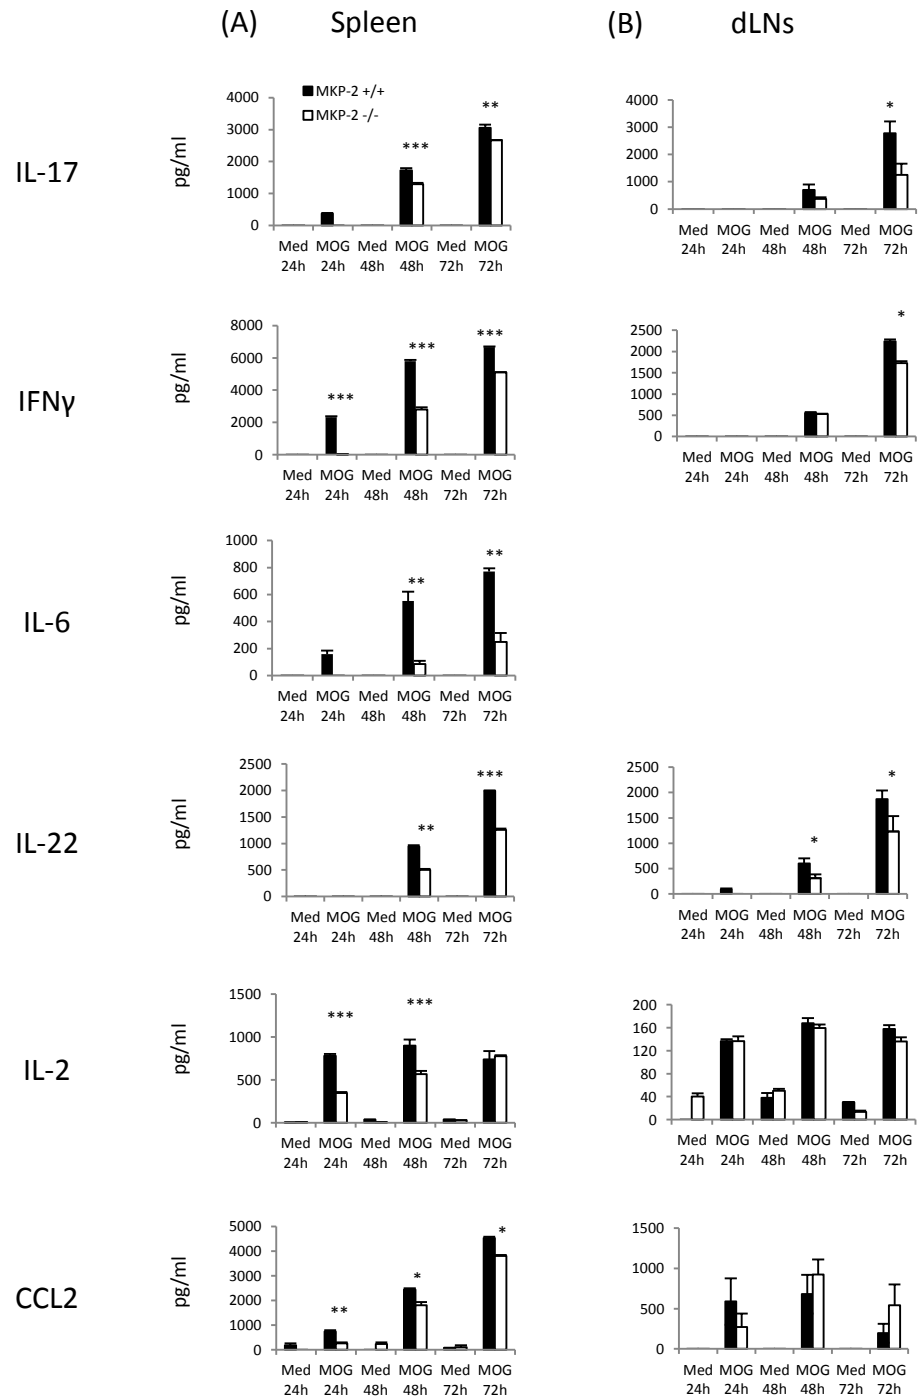 (A) Spleen (B) dLNs
MKP-2 +/+
MKP-2 -/-
IL-17
pg/ml
4000
3000
2000
1000
0
***
**
Med MOG Med MOG Med MOG
24h 24h 48h 48h 72h 72h
4000
3000
2000
1000
0
*
Med MOG Med MOG Med MOG
24h 24h 48h 48h 72h 72h
IFNγ
pg/ml
8000
6000
4000
2000
0
***
***
***
Med MOG Med MOG Med MOG
24h 24h 48h 48h 72h 72h
2500
2000
1500
1000
500
0
*
Med MOG Med MOG Med MOG
24h 24h 48h 48h 72h 72h
IL-6
pg/ml
1000
800
600
400
200
0
**
**
Med MOG Med MOG Med MOG
24h 24h 48h 48h 72h 72h
IL-22
pg/ml
2500
2000
1500
1000
500
0
**
***
Med MOG Med MOG Med MOG
24h 24h 48h 48h 72h 72h
2500
2000
1500
1000
500
0
*
*
Med MOG Med MOG Med MOG
24h 24h 48h 48h 72h 72h
IL-2
pg/ml
1500
1000
500
0
***
***
Med MOG Med MOG Med MOG
24h 24h 48h 48h 72h 72h
200
160
120
80
40
0
Med MOG Med MOG Med MOG
24h 24h 48h 48h 72h 72h
CCL2
pg/ml
5000
4000
3000
2000
1000
0
**
*
*
Med MOG Med MOG Med MOG
24h 24h 48h 48h 72h 72h
1500
1000
500
0
Med MOG Med MOG Med MOG
24h 24h 48h 48h 72h 72h